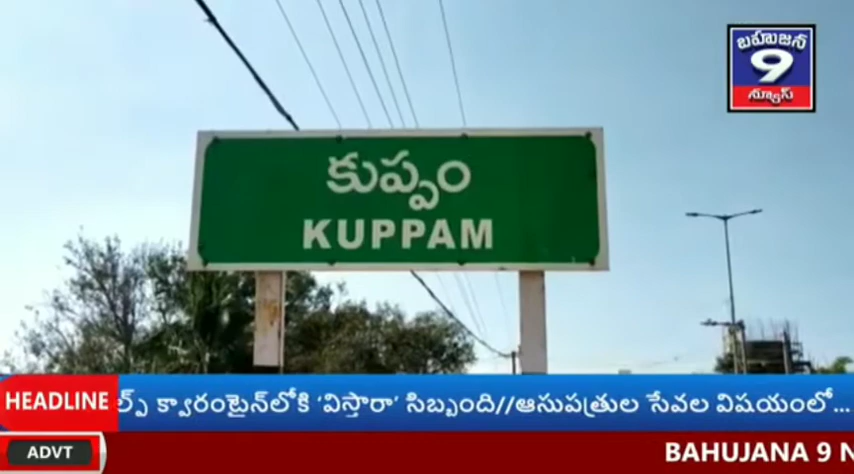 బహుజన
9
న్యూస్
కుప్పం
KUPPAM
HEADLINE
ల్ఫ్ క్వారంటైన్‌లోకి ‘విస్తారా’ సిబ్బంది//ఆసుపత్రుల సేవల విషయంలో...
ADVT
BAHUJANA 9 N